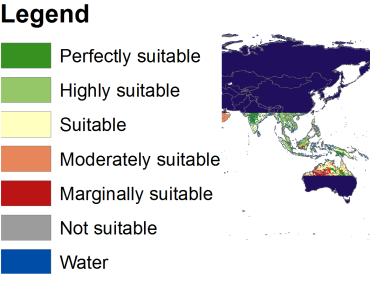 Legend
Perfectly suitable
Highly suitable
Suitable
Moderately suitable
Marginally suitable
Not suitable
Water